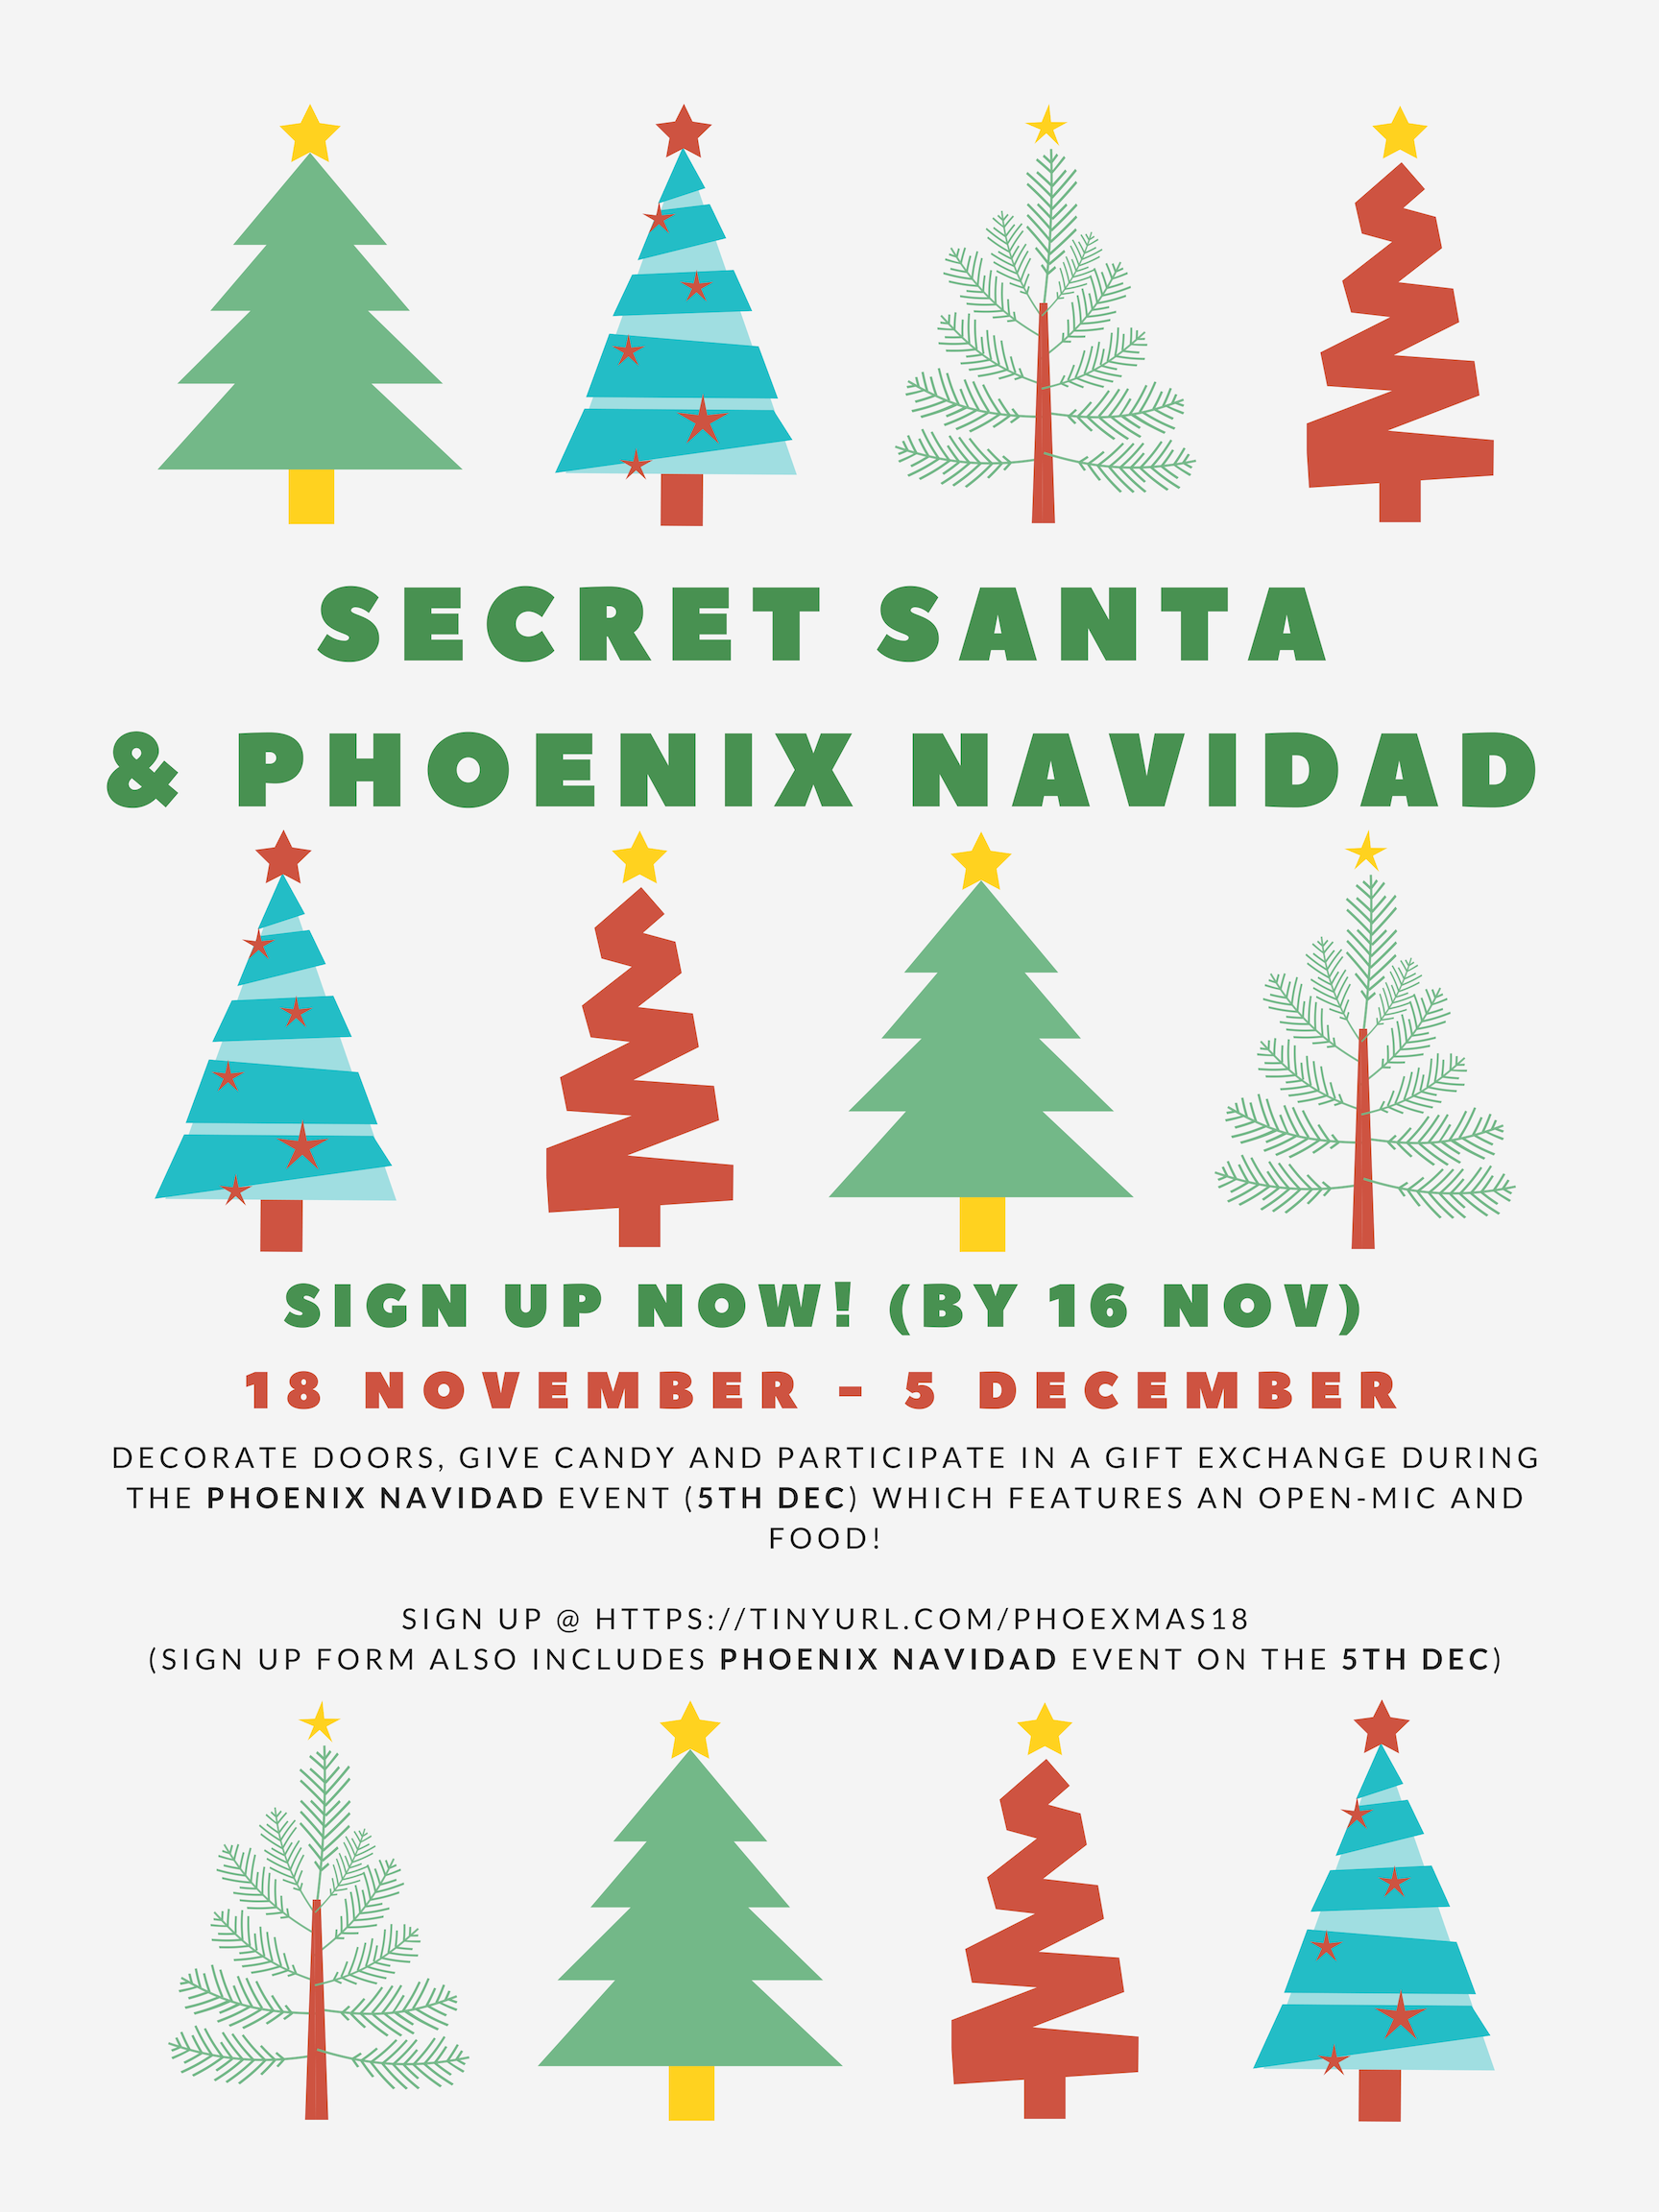 SECRET SANTA
& PHOENIX NAVIDAD
SIGN UP NOW! (BY 16 NOV)
18 NOVEMBER - 5 DECEMBER
DECORATE DOORS, GIVE CANDY AND PARTICIPATE IN A GIFT EXCHANGE DURING
THE PHOENIX NAVIDAD EVENT (5TH DEC) WHICH FEATURES AN OPEN-MIC AND
FOOD!
SIGN UP @ HTTPS://TINYURL.COM/PHOEXMAS18
(SIGN UP FORM ALSO INCLUDES PHOENIX NAVIDAD EVENT ON THE 5TH DEC)